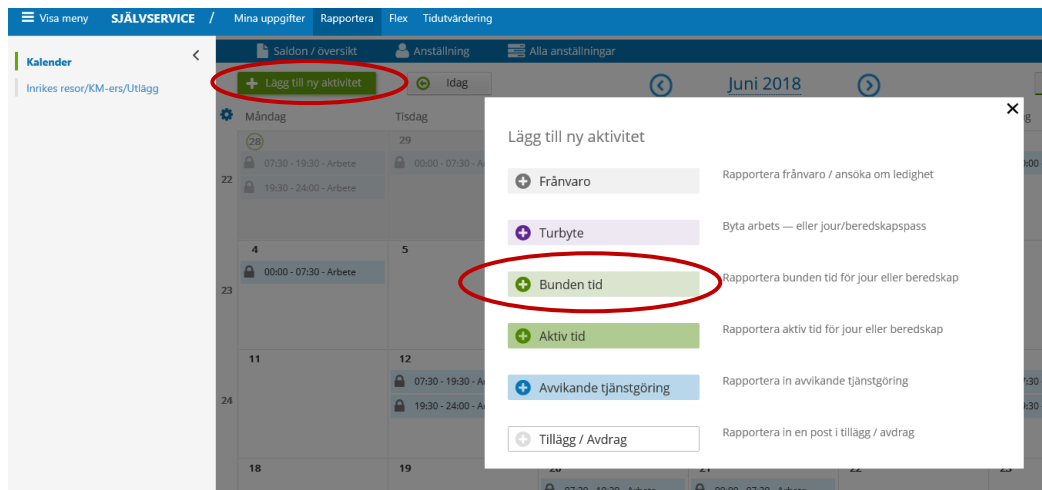 Visa meny SJÄLVSERVICE / Mina uppgifter Rapportera Flex Tidutvärdering
Kalender
Inrikes resor/KM-ers/Utlägg
Saldon / översikt Anställning Alla anställningar
Lägg till ny aktivitet Idag Juni 2018
Måndag Tisdag
28 29
07:30 - 19:30 - Arbete 00:00 - 07:30 -
22
19:30 - 24:00 - Arbete
4 5
00:00 - 07:30 - Arbete
23
11 12
07:30 - 19:30 -
24
19:30 - 24:00 -
18 19 20 21 22
Lägg till ny aktivitet
Frånvaro Rapportera frånvaro / ansöka om ledighet
Turbyte Byta arbets — eller jour/beredskapspass
Bunden tid Rapportera bunden tid för jour eller beredskap
Aktiv tid Rapportera aktiv tid för jour eller beredskap
Avvikande tjänstgöring Rapportera in avvikande tjänstgöring
Tillägg / Avdrag Rapportera in en post i tillägg / avdrag